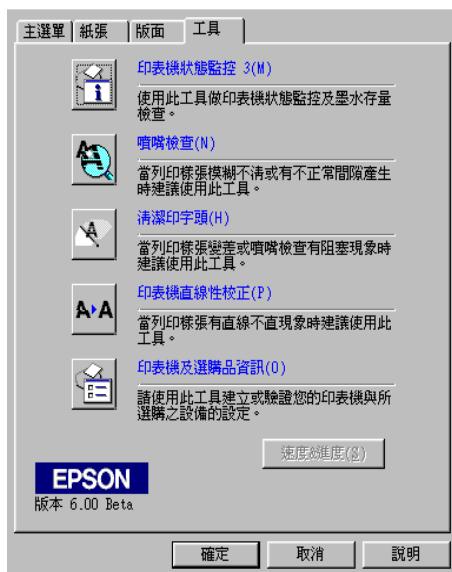 主選單 紙張 版面 工具
印表機狀態監控 3(M)
使用此工具做印表機狀態監控及墨水存量
檢查。
噴嘴檢查(N)
當列印樣張模糊不清或有不正常間隙產生
時建議使用此工具。
清潔印字頭(H)
當列印樣張變差或噴嘴檢查有阻塞現象時
建議使用此工具。
印表機直線性校正(P)
當列印樣張有直線不直現象時建議使用此
工具。
印表機及選購品資訊(O)
請使用此工具建立或驗證您的印表機與所
選購之設備的設定。
速度&進度(S)
EPSON
版本 6.00 Beta
確定 取消 說明